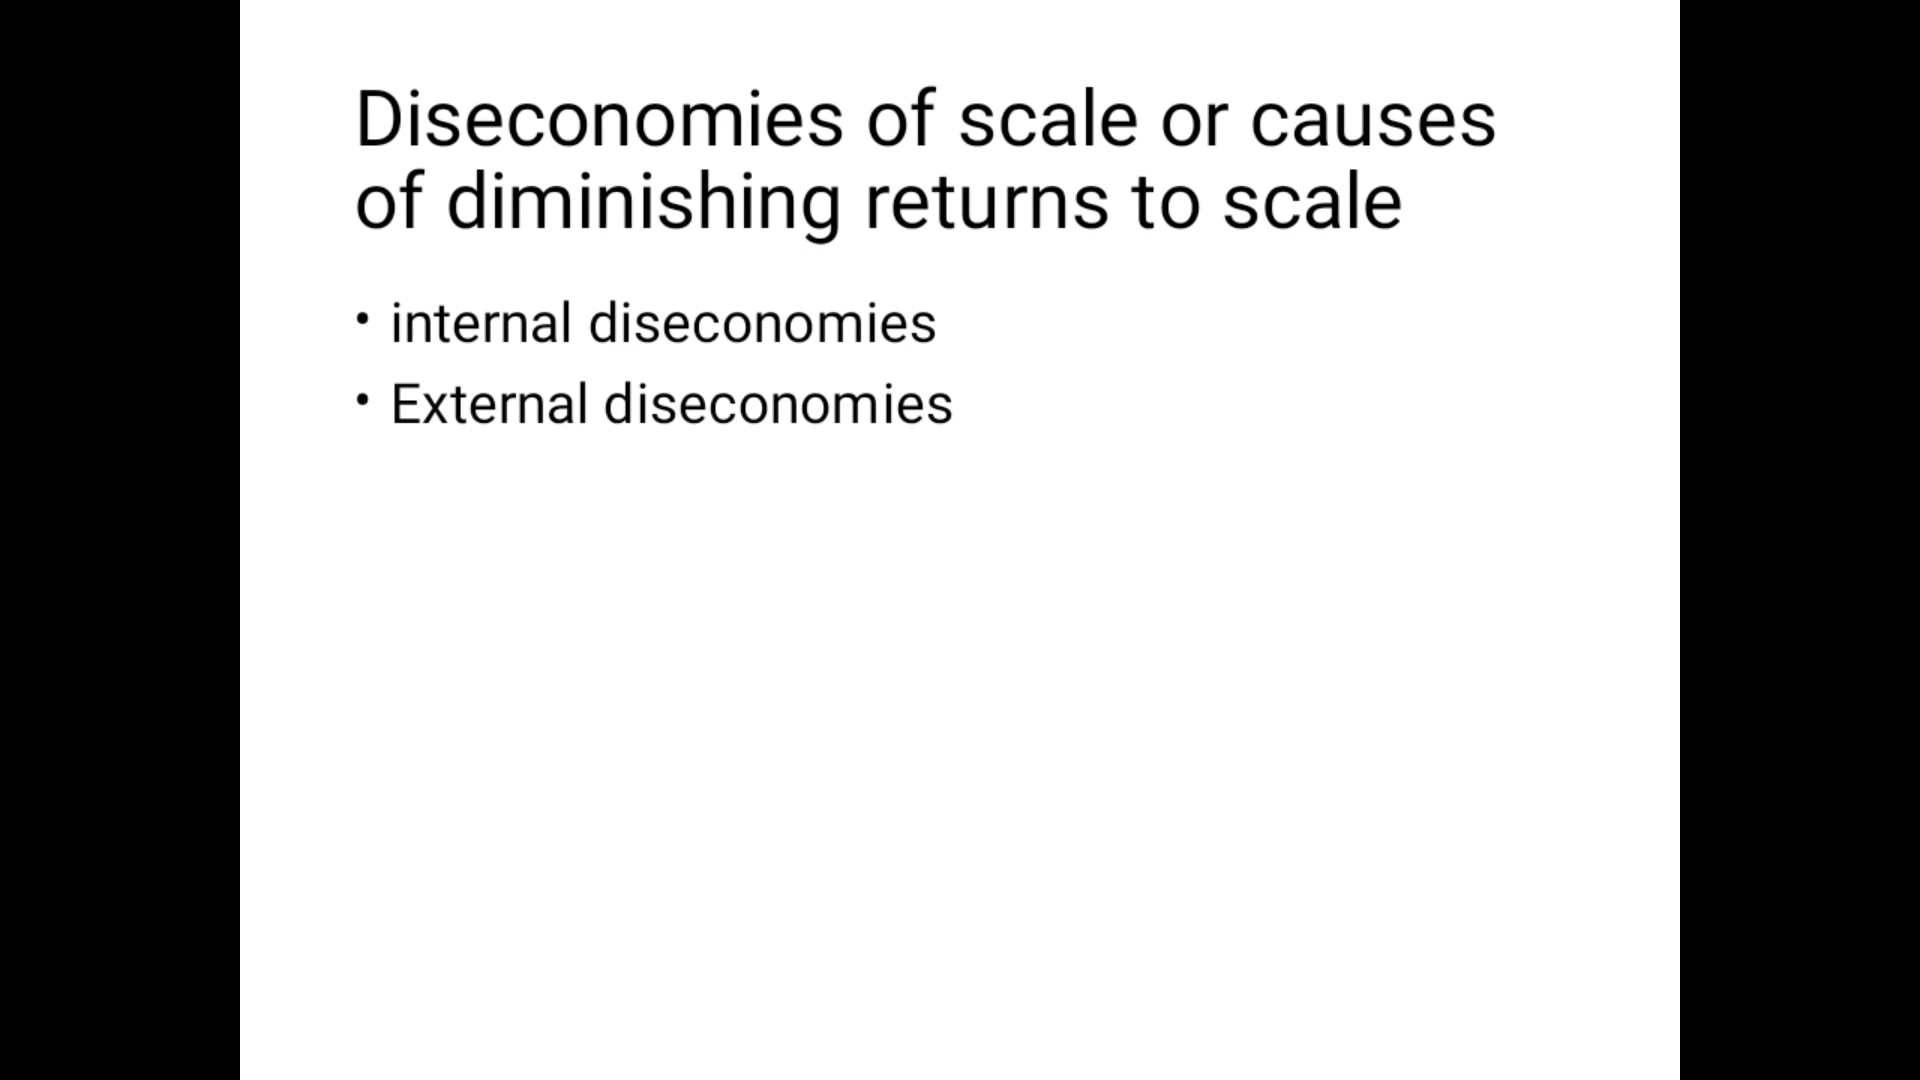 Diseconomies of scale or causes
of diminishing returns to scale
• internal diseconomies
• External diseconomies